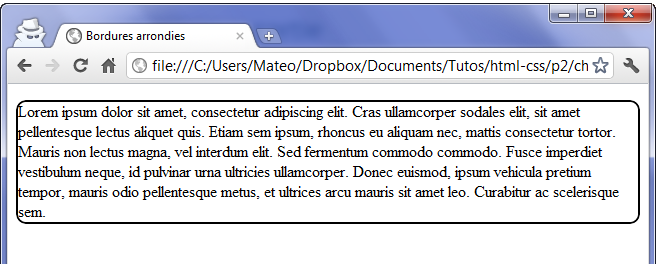 Bordures arrondies
file:///C:/Users/Mateo/Dropbox/Documents/Tutos/html-css/p2/ch
Lorem ipsum dolor sit amet, consectetur adipiscing elit. Cras ullamcorper sodales elit, sit amet
pellentesque lectus aliquet quis. Etiam sem ipsum, rhoncus eu aliquam nec, mattis consectetur tortor.
Mauris non lectus magna, vel interdum elit. Sed fermentum commodo commodo. Fusce imperdiet
vestibulum neque, id pulvinar urna ultricies ullamcorper. Donec euismod, ipsum vehicula pretium
tempor, mauris odio pellentesque metus, et ultrices arcu mauris sit amet leo. Curabitur ac scelerisque
sem.